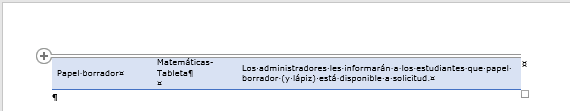 Papel borrador¤
Matemáticas-
Tableta¶
¤
Los administradores les informarán a los estudiantes que papel
borrador (y lápiz) está disponible a solicitud.¤
¤
¶